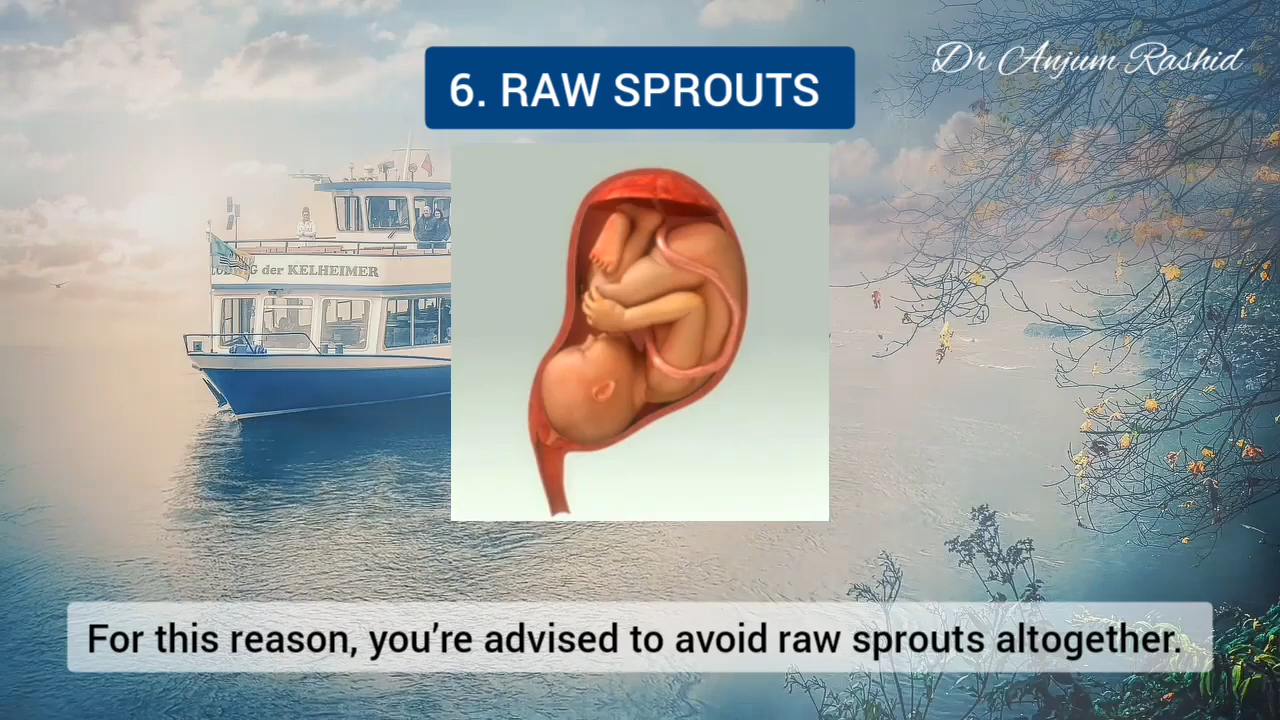 Dr Anjum Rashid
6. RAW SPROUTS
G der KELHEIMER
For this reason, you're advised to avoid raw sprouts altogether.